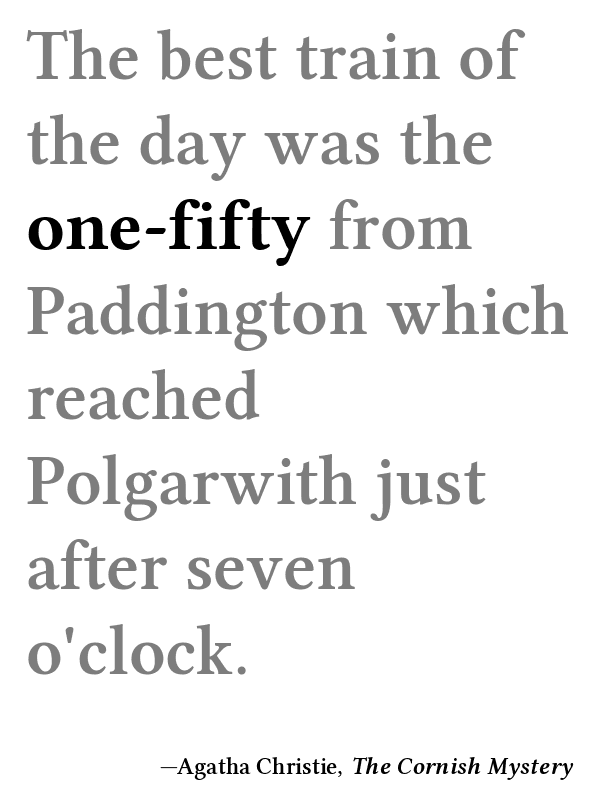 The best train of
the day was the
one-fifty from
Paddington which
reached
Polgarwith just
after seven
o'clock.
—Agatha Christie, The Cornish Mystery